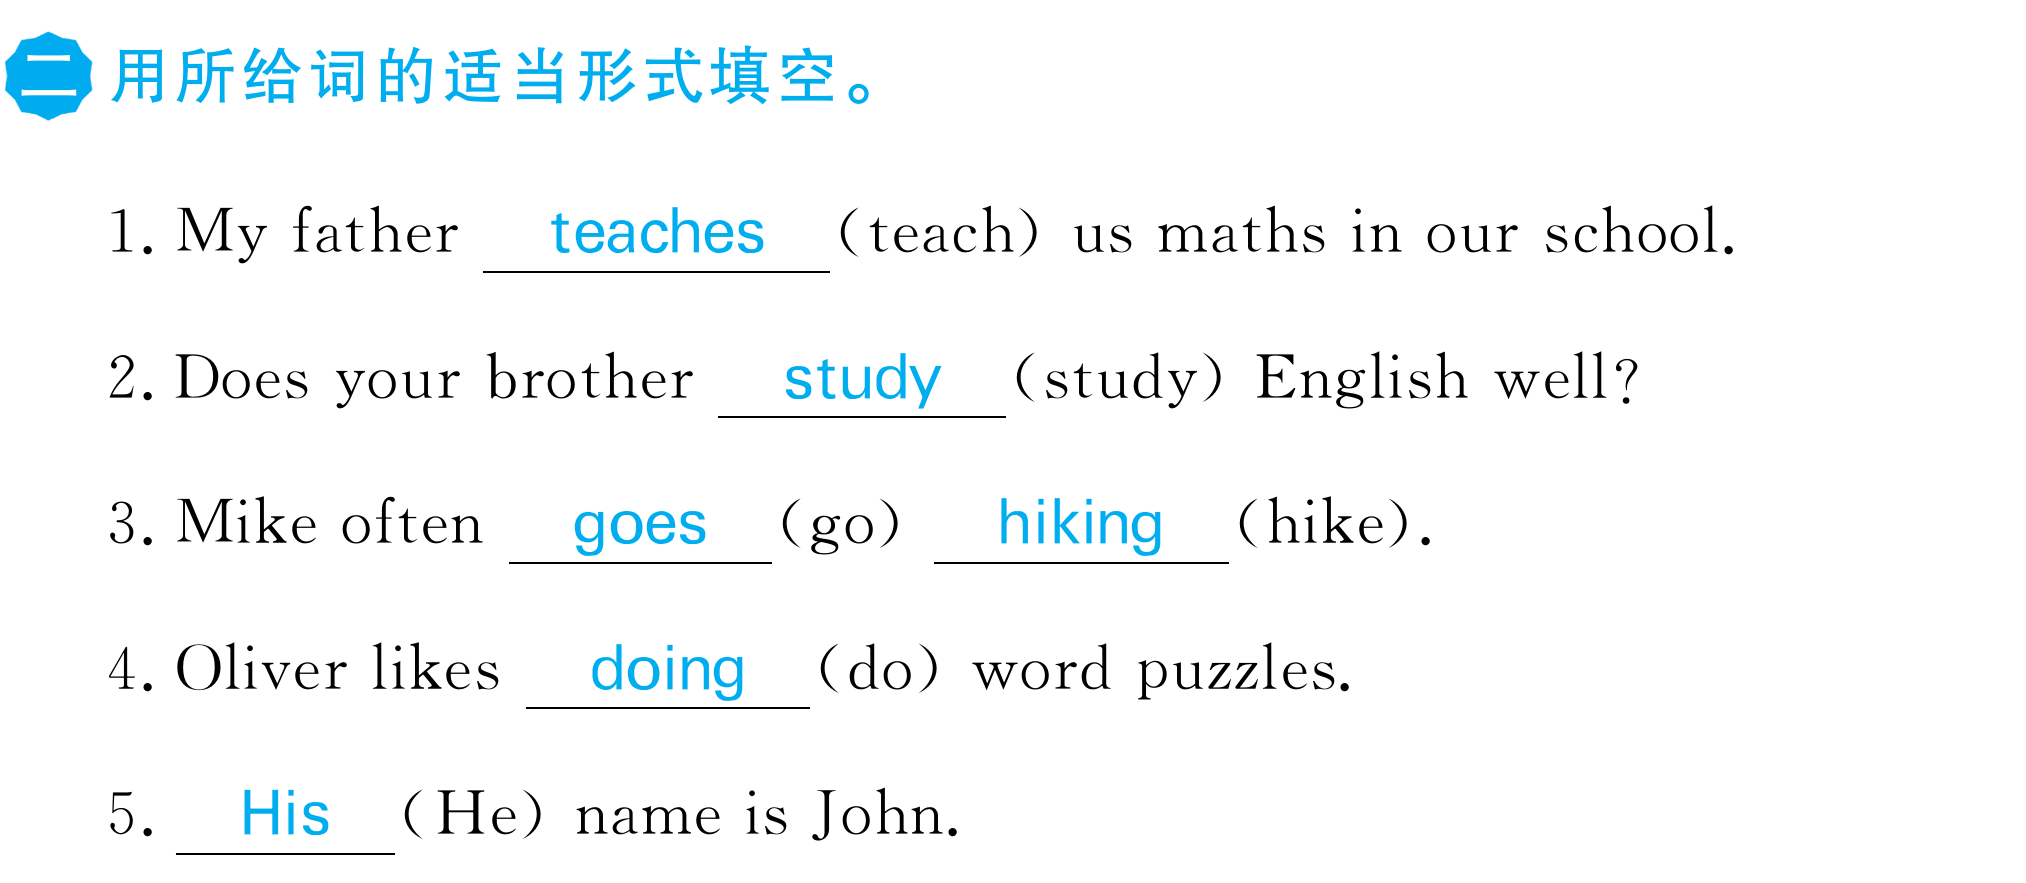 二 用所给词的适当形式填空。
1. My father teaches (teach) us maths in our school.
2. Does your brother study (study) English well?
3. Mike often goes (go) hiking (hike).
4. Oliver likes doing (do) word puzzles.
5. His (He) name is John.